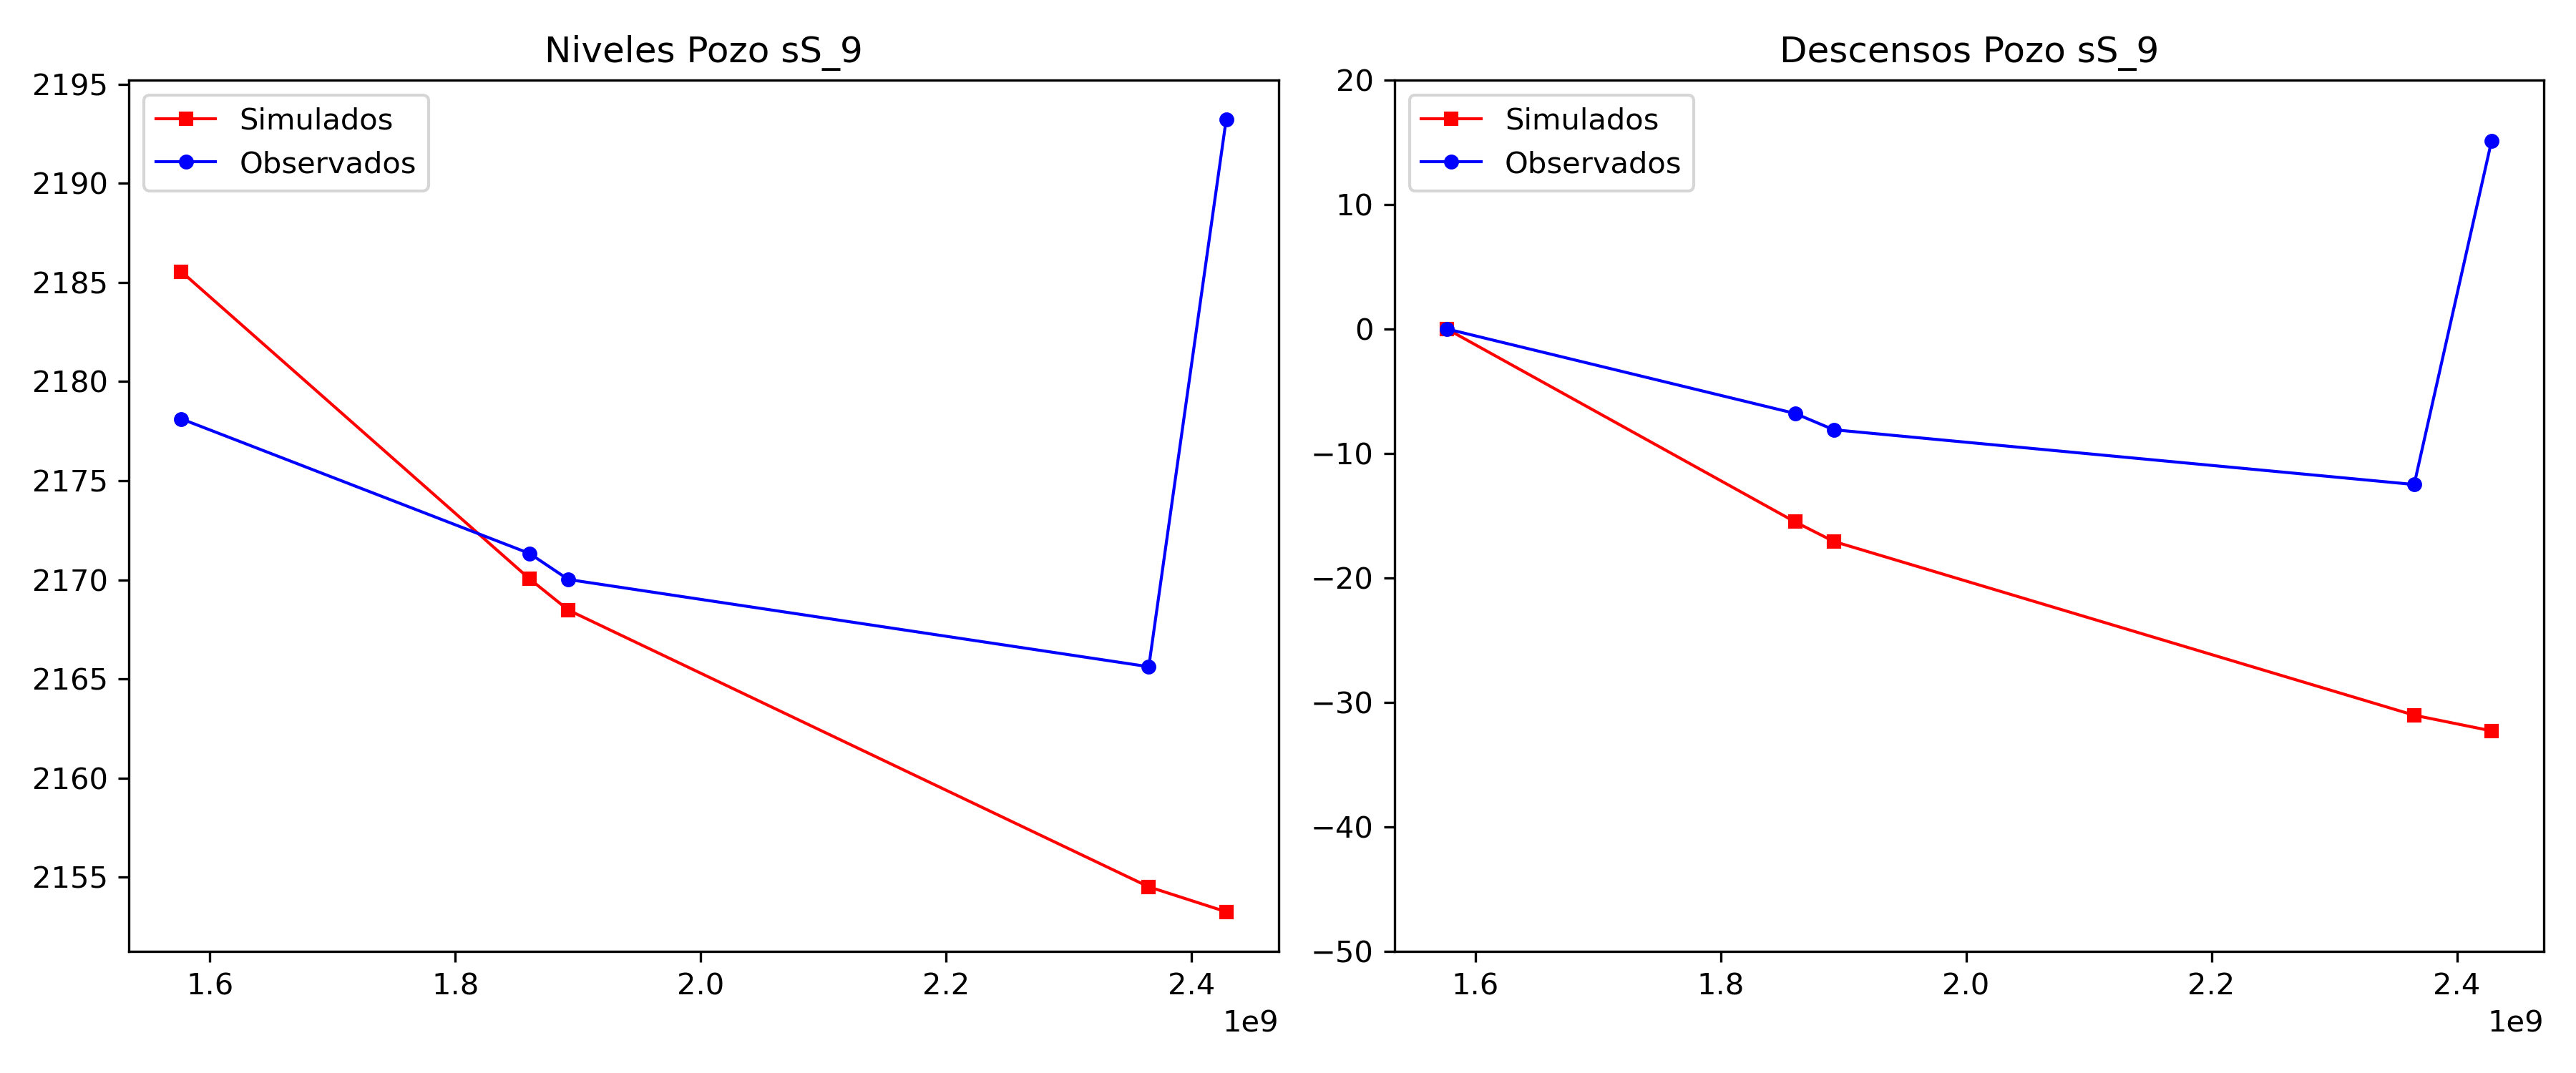 Niveles Pozo sS_9
Simulados
Observados
2195
2190
2185
2180
2175
2170
2165
2160
2155
1.6 1.8 2.0 2.2 2.4
1e9
Descensos Pozo sS_9
Simulados
Observados
20
10
0
−10
−20
−30
−40
−50
1.6 1.8 2.0 2.2 2.4
1e9